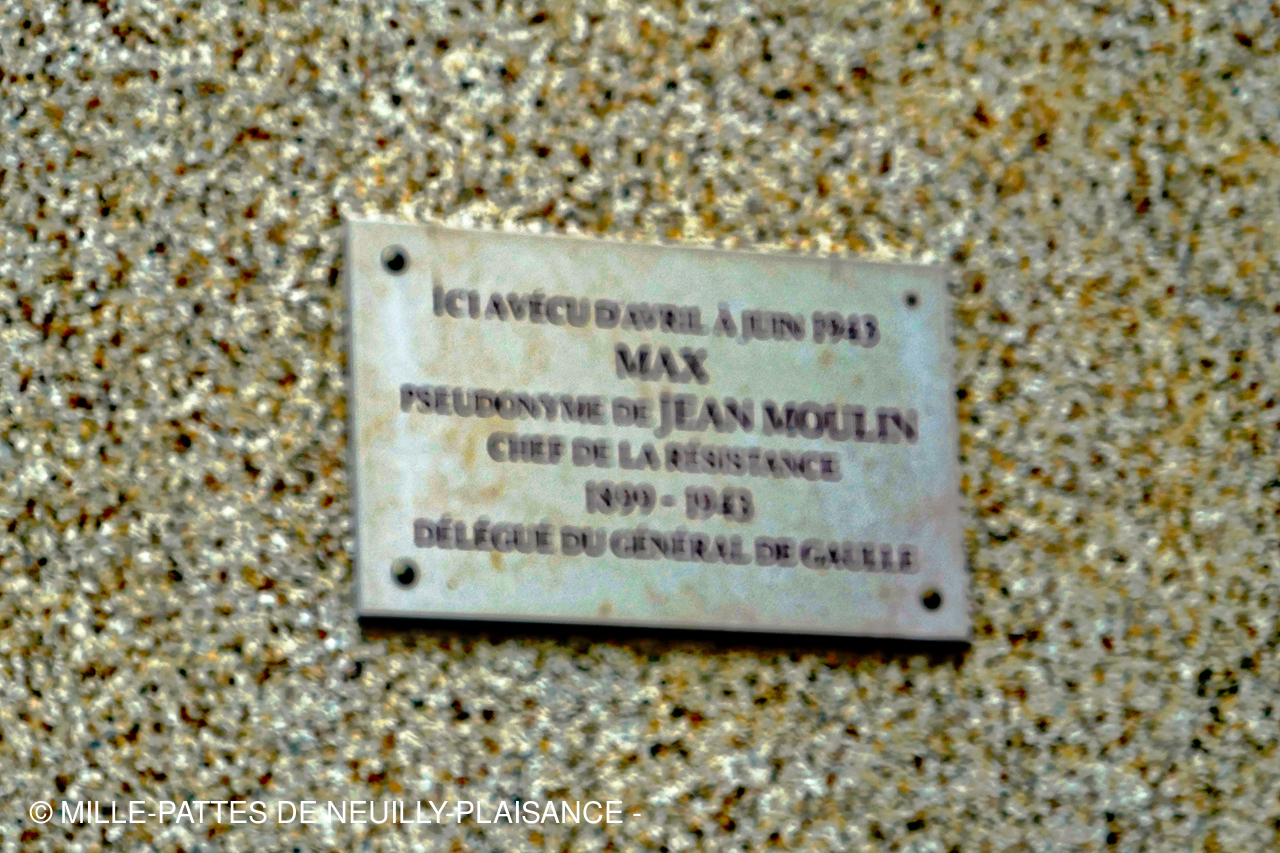 ICI A VÉCU D'AVRIL À JUIN 1943
MAX
PSEUDONYME DE JEAN MOULIN
CHEF DE LA RÉSISTANCE
1899 - 1943
DÉLÉGUÉ DU GÉNÉRAL DE GAULLE
© MILLE-PATTES DE NEUILLY-PLAISANCE -